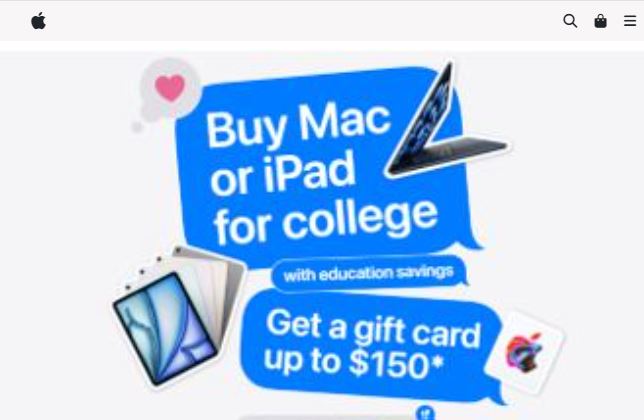 Buy Mac
or iPad
for college
with education savings
Get a gift card
up to $150*